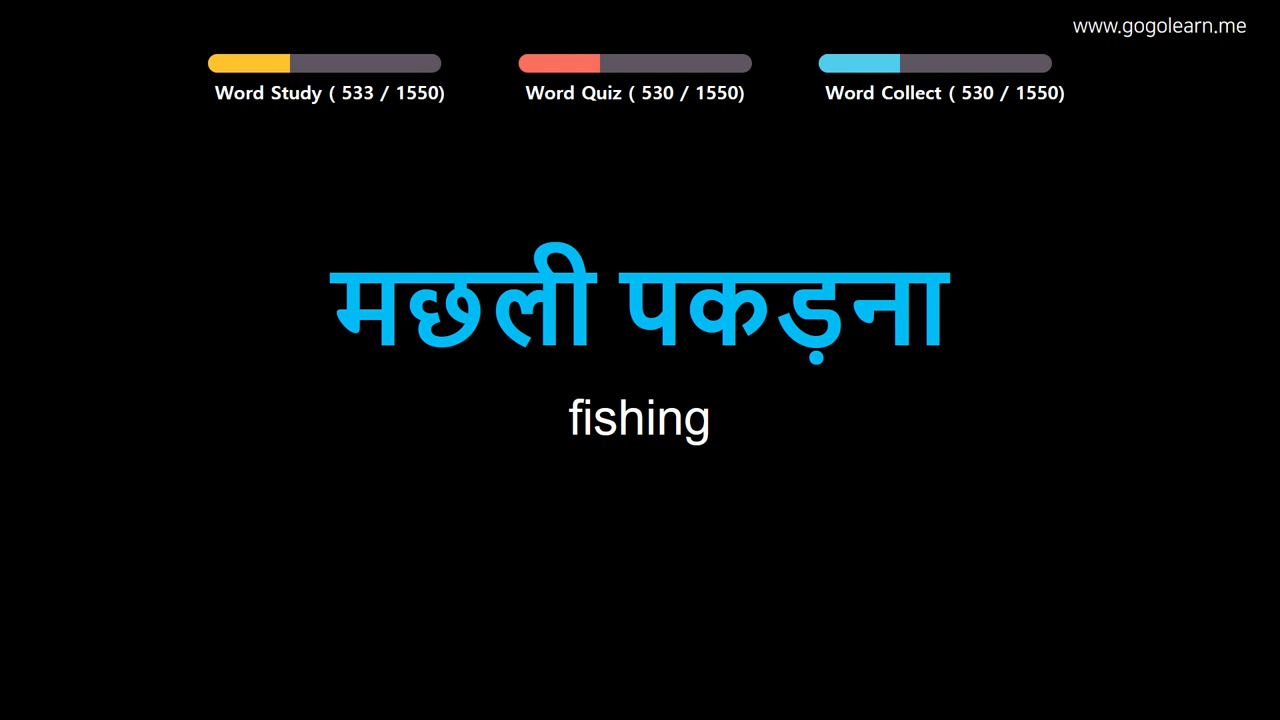 www.gogolearn.me
Word Study ( 533 / 1550)
Word Quiz ( 530 / 1550)
Word Collect ( 530 / 1550)
मछली पकड़ना
fishing